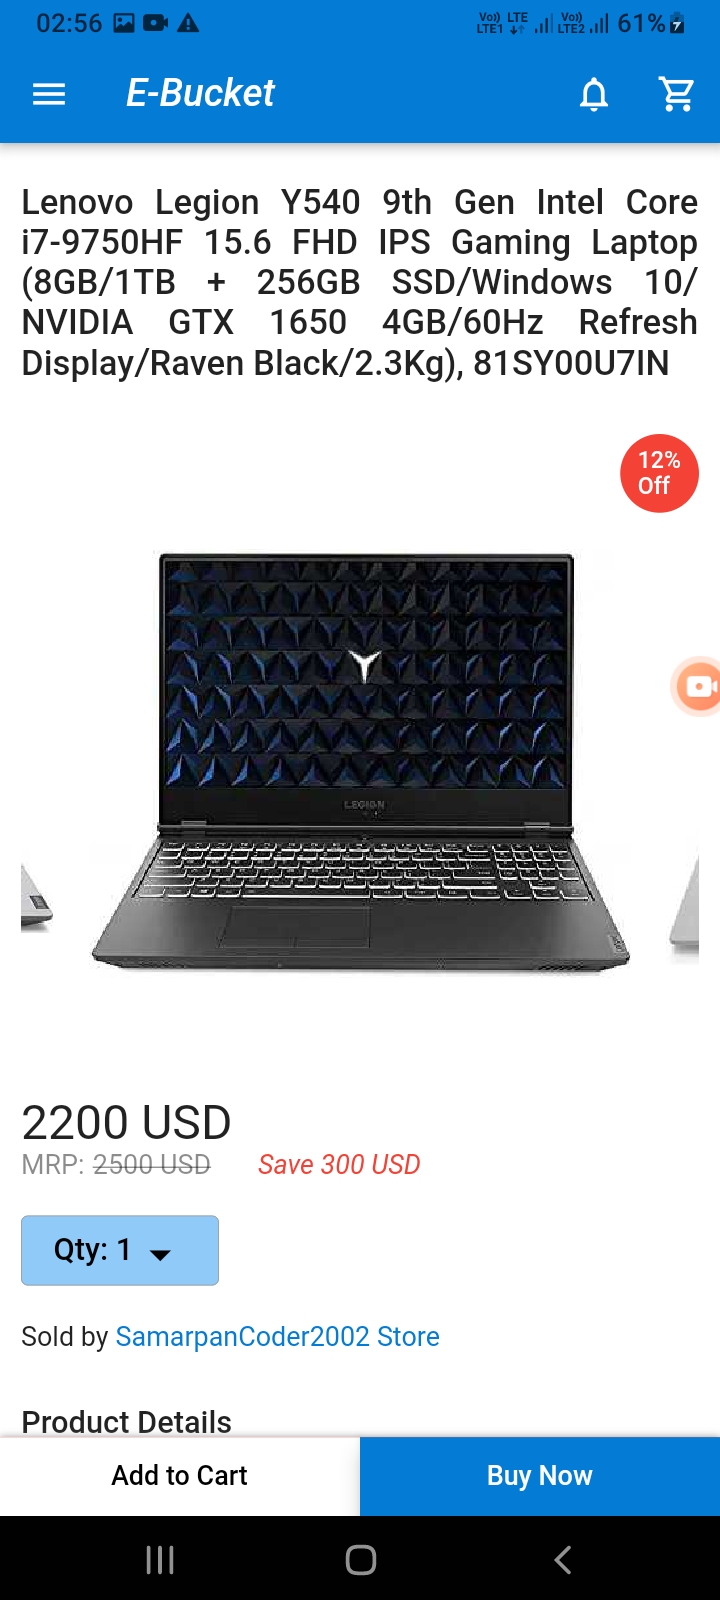 02:56 Vo)) LTE Vo)) 61%
LTE1 LTE2
E-Bucket
Lenovo Legion Y540 9th Gen Intel Core
i7-9750HF 15.6 FHD IPS Gaming Laptop
(8GB/1TB + 256GB SSD/Windows 10/
NVIDIA GTX 1650 4GB/60Hz Refresh
Display/Raven Black/2.3Kg), 81SY00U7IN
12%
Off
LEGION
2200 USD
MRP: 2500 USD Save 300 USD
Qty: 1
Sold by SamarpanCoder2002 Store
Product Details
Add to Cart Buy Now